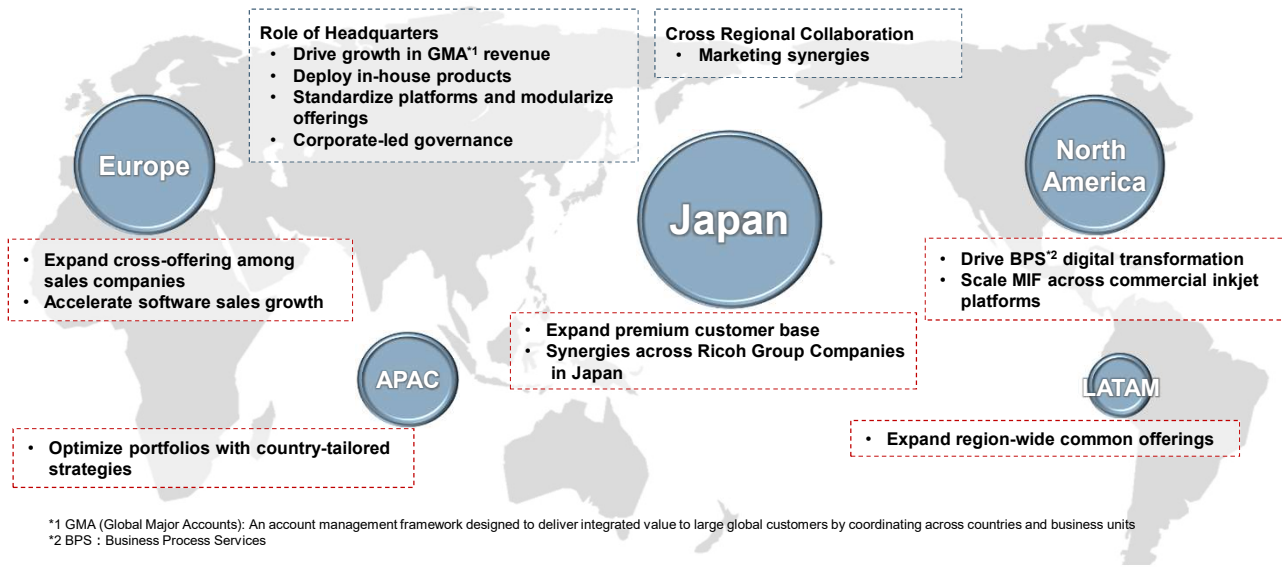 Role of Headquarters
• Drive growth in GMA*1 revenue
• Deploy in-house products
• Standardize platforms and modularize
offerings
• Corporate-led governance
Cross Regional Collaboration
• Marketing synergies
Europe
• Expand cross-offering among
sales companies
• Accelerate software sales growth
Japan
• Expand premium customer base
• Synergies across Ricoh Group Companies
in Japan
North
America
• Drive BPS*2 digital transformation
• Scale MIF across commercial inkjet
platforms
APAC
• Optimize portfolios with country-tailored
strategies
LATAM
• Expand region-wide common offerings
*1 GMA (Global Major Accounts): An account management framework designed to deliver integrated value to large global customers by coordinating across countries and business units
*2 BPS：Business Process Services